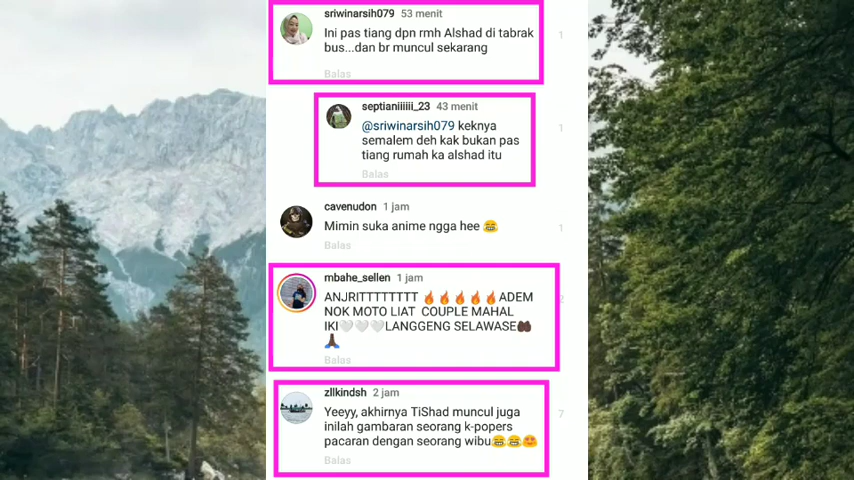 sriwinarsih079 53 menit
Ini pas tiang dpn rmh Alshad di tabrak
bus...dan br muncul sekarang
1
Balas
septianiiiiiii_23 43 menit
@sriwinarsih079 keknya
semalem deh kak bukan pas
tiang rumah ka alshad itu
1
Balas
cavenudon 1 jam
Mimin suka anime ngga hee 😂
1
Balas
mbahe_sellen 1 jam
ANJRITTTTTTTT 🔥🔥🔥🔥🔥ADEM
NOK MOTO LIAT COUPLE MAHAL
IKI🤍🤍🤍LANGGENG SELAWASE🤲🏿
🙏🏿
2
Balas
zllkindsh 2 jam
Yeeyy, akhirnya TiShad muncul juga
inilah gambaran seorang k-popers
pacaran dengan seorang wibu😂😂😍
7
Balas